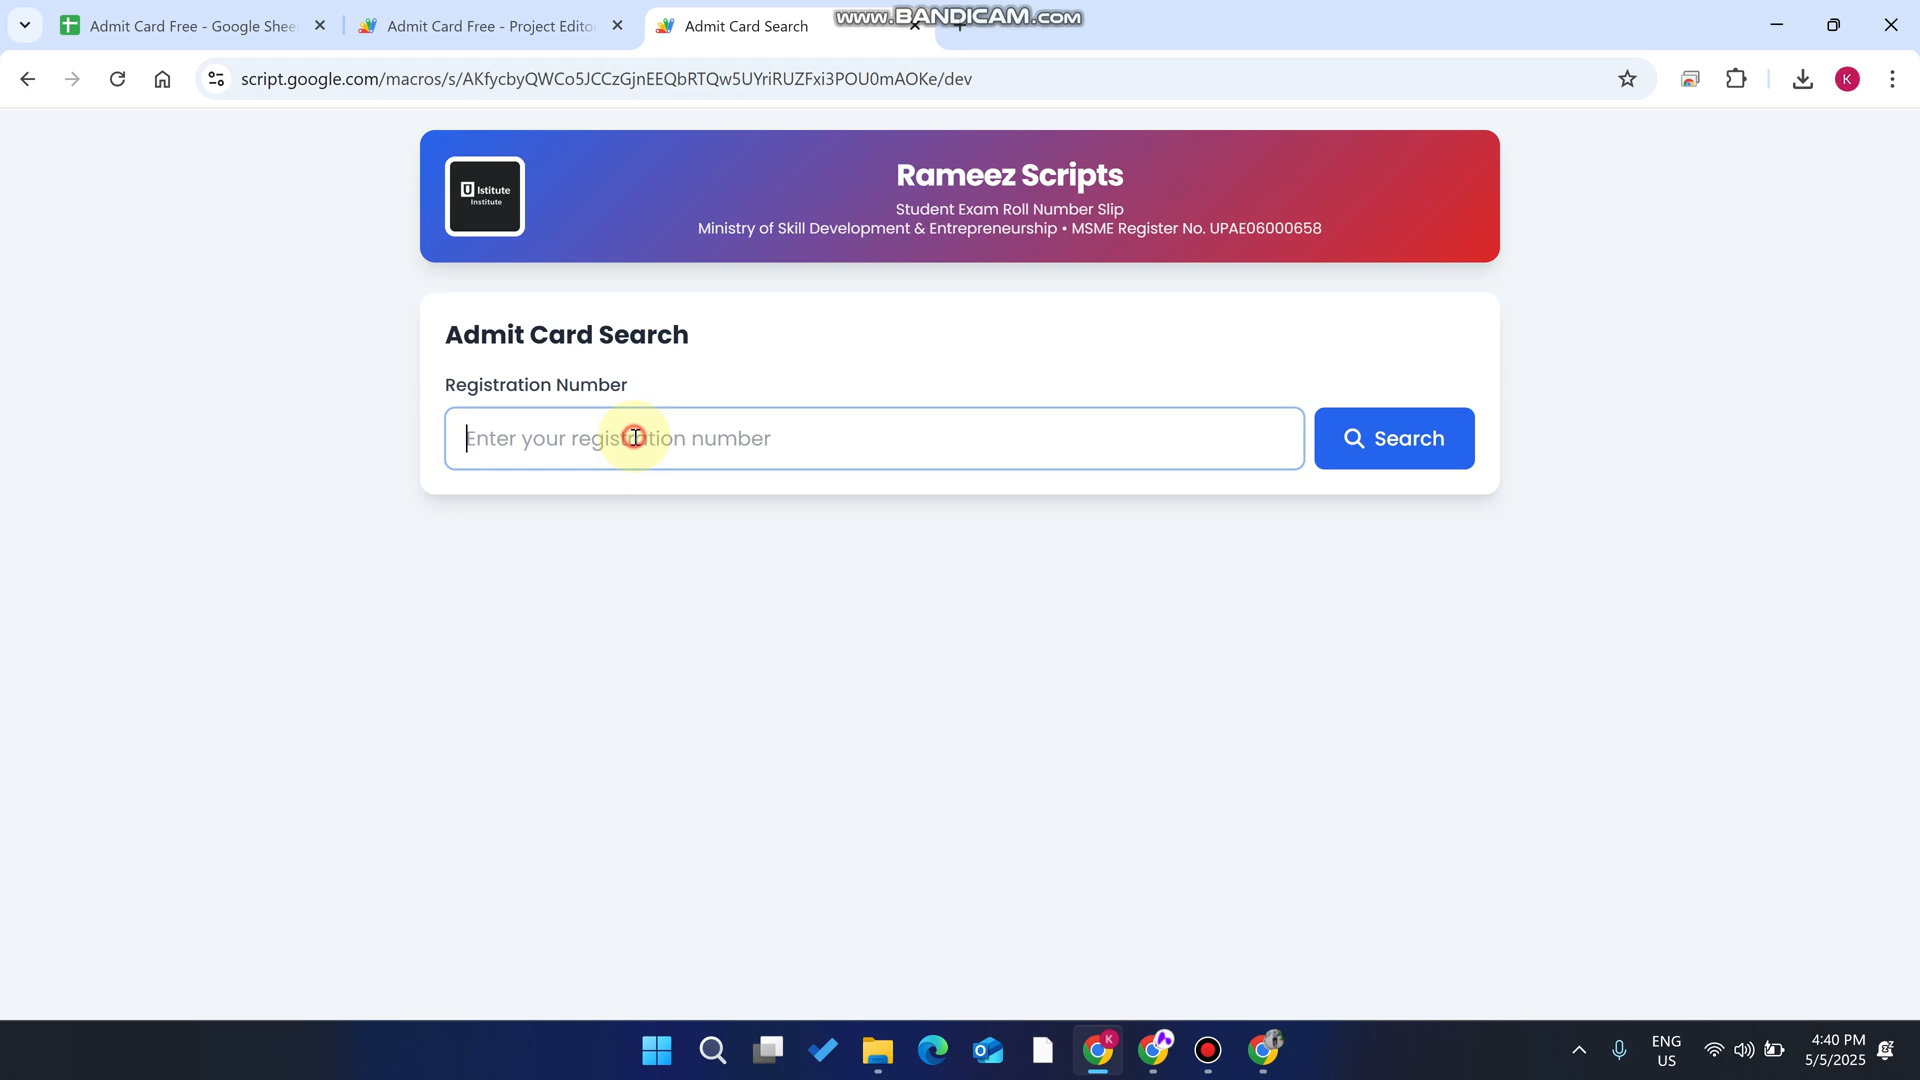 Admit Card Free - Google Shee
Admit Card Free - Project Edito
Admit Card Search
www.BANDICAM.com
script.google.com/macros/s/AKfycbyQWCo5JCCzGjnEEQbRTQw5UYriRUZFxi3POU0mAOKe/dev
K
U Istitute
Institute
Rameez Scripts
Student Exam Roll Number Slip
Ministry of Skill Development & Entrepreneurship • MSME Register No. UPAE06000658
Admit Card Search
Registration Number
Enter your registration number
Search
K
ENG
US
4:40 PM
5/5/2025